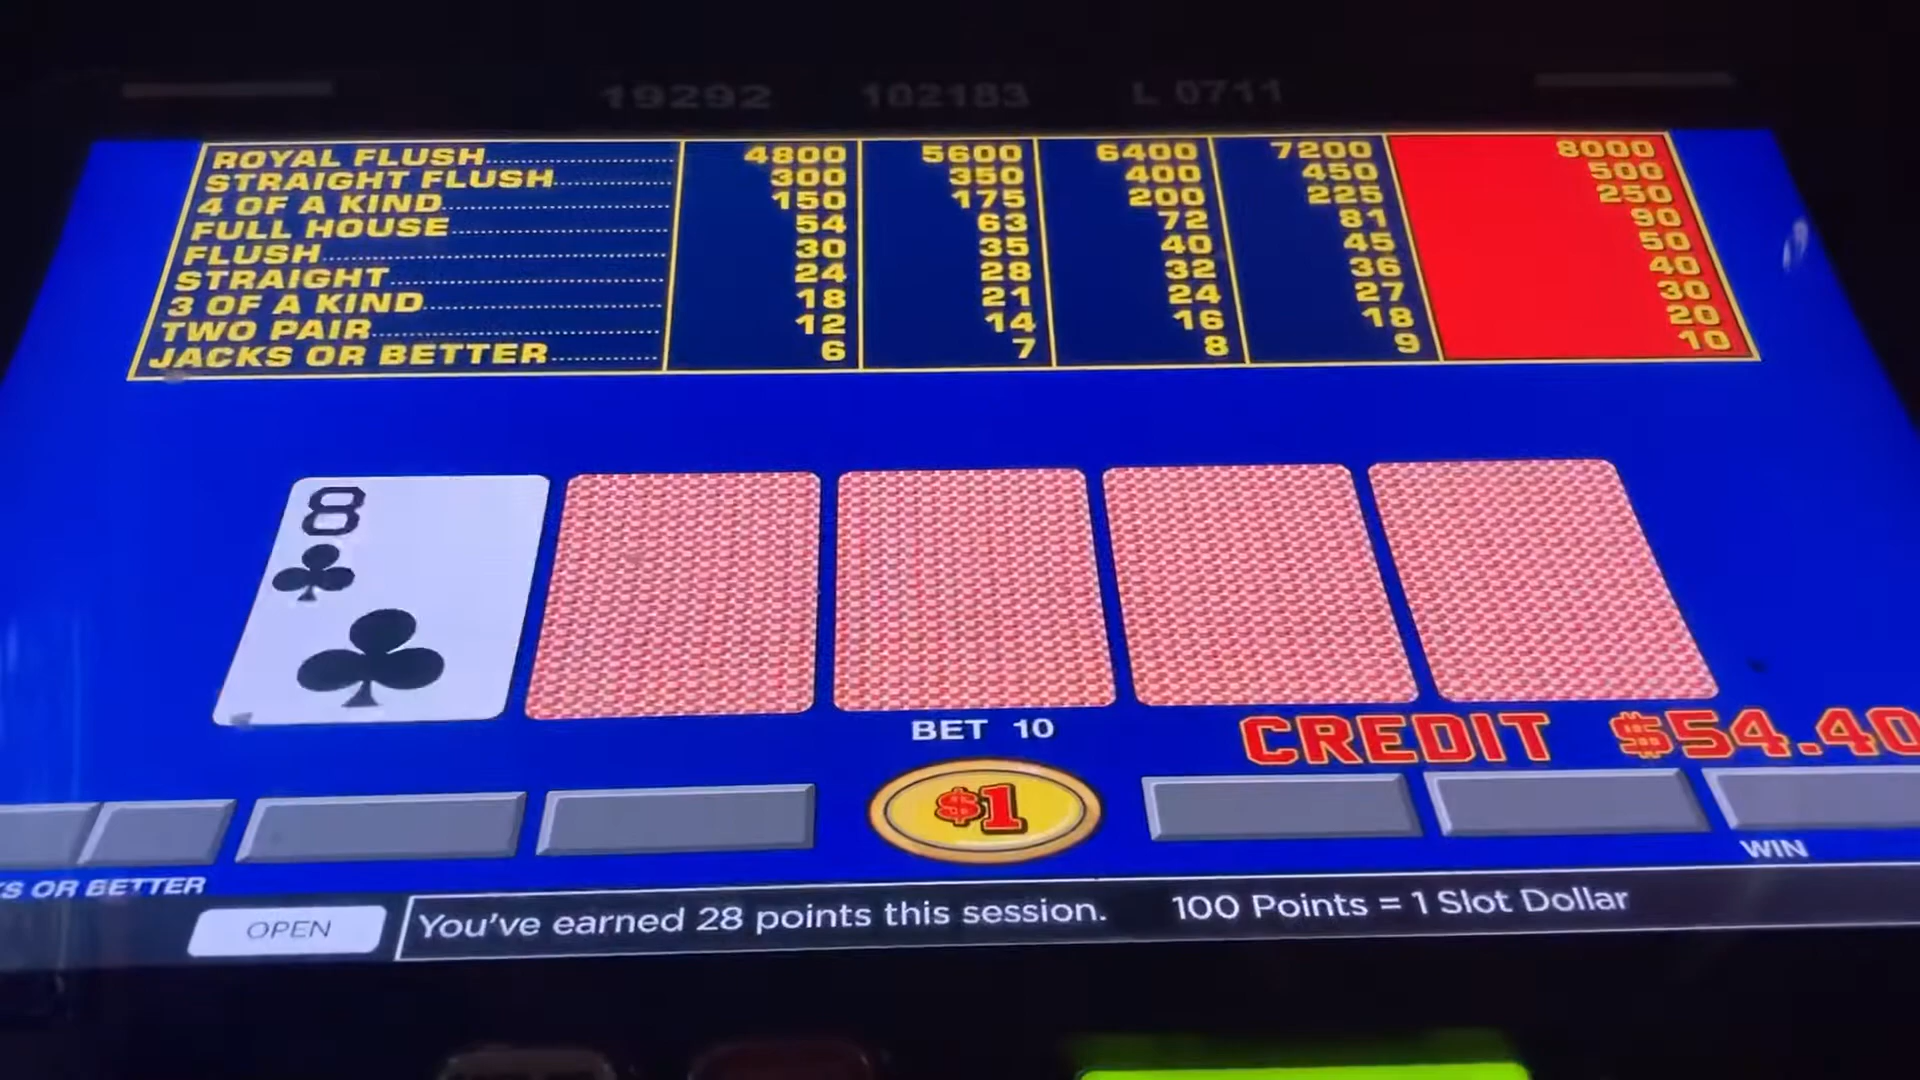 19292 102183 L 0711
ROYAL FLUSH 4800 5600 6400 7200 8000
STRAIGHT FLUSH 300 350 400 450 500
4 OF A KIND 150 175 200 225 250
FULL HOUSE 54 63 72 81 90
FLUSH 30 35 40 45 50
STRAIGHT 24 28 32 36 40
3 OF A KIND 18 21 24 27 30
TWO PAIR 12 14 16 18 20
JACKS OR BETTER 6 7 8 9 10
8
BET 10
CREDIT $54.40
$1
WIN
S OR BETTER
OPEN
You've earned 28 points this session. 100 Points = 1 Slot Dollar